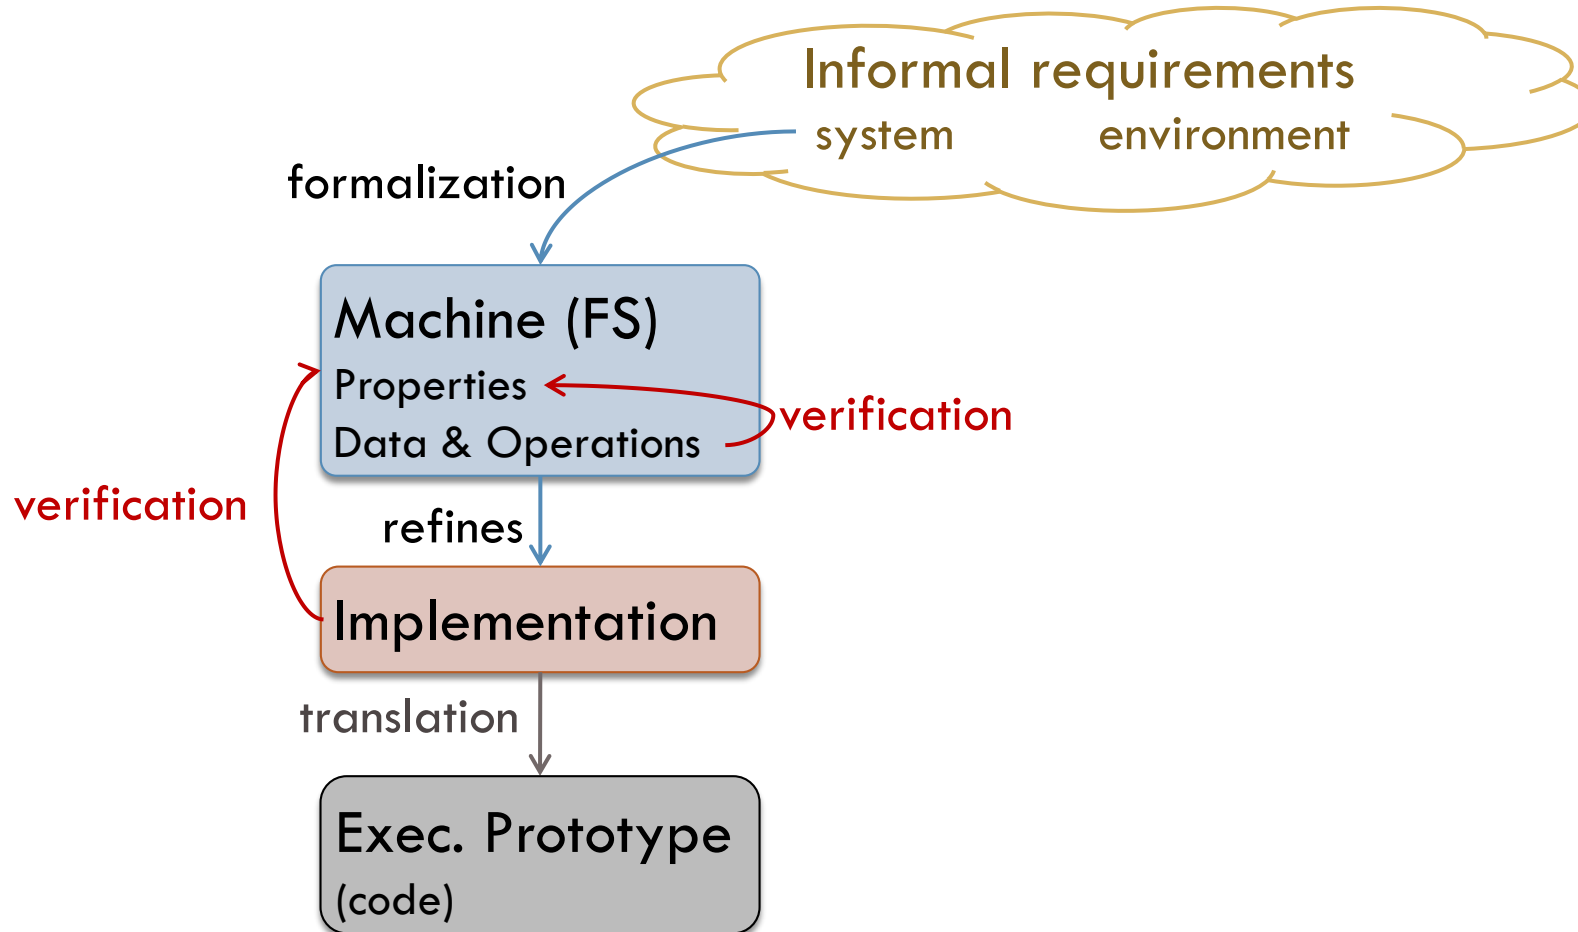 Informal requirements
system environment
formalization
Machine (FS)
Properties
Data & Operations
verification
verification
refines
Implementation
translation
Exec. Prototype
(code)